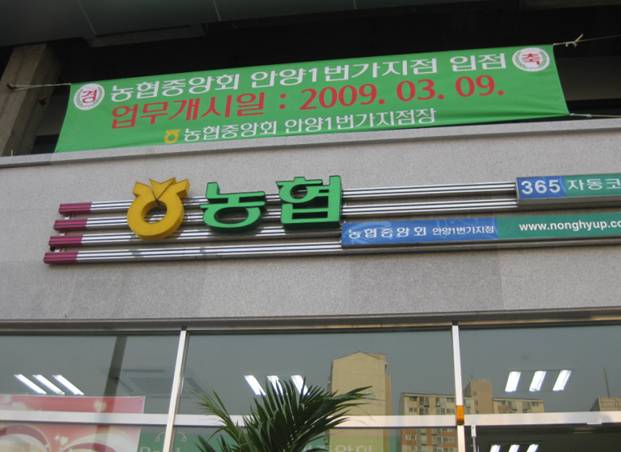 경 농협중앙회 안양1번가지점 입점 축
업무개시일 : 2009. 03. 09.
농협중앙회 안양1번가지점장
농협
365 자동코
농협중앙회 안양1번가지점 www.nonghyup.co